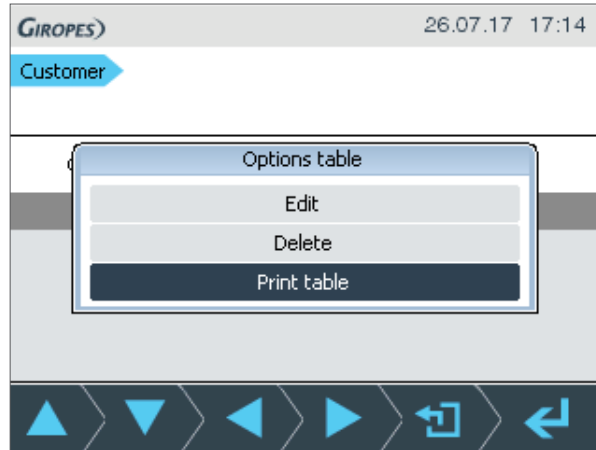 GIROPES) 26.07.17 17:14
Customer
Options table
Edit
Delete
Print table